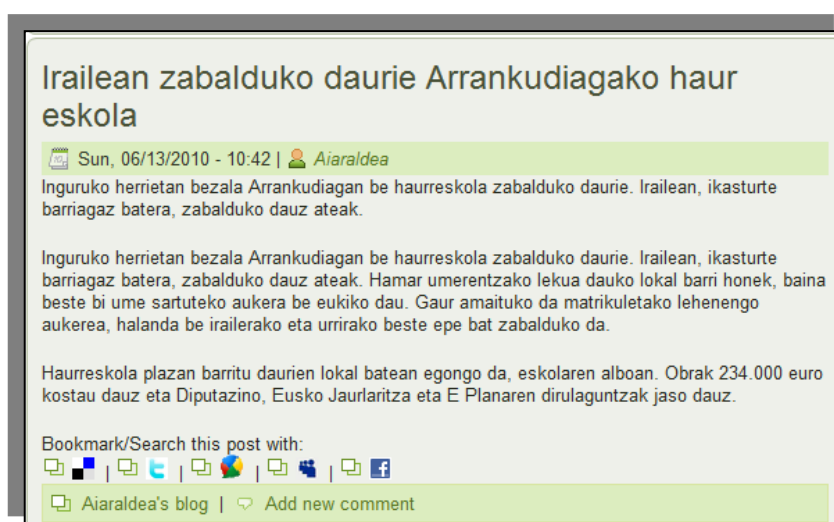 Irailean zabalduko daurie Arrankudiagako haur
eskola
Sun, 06/13/2010 - 10:42 | Aiaraldea
Inguruko herrietan bezala Arrankudiagan be haurreskola zabalduko daurie. Irailean, ikasturte
barriagaz batera, zabalduko dauz ateak.
Inguruko herrietan bezala Arrankudiagan be haurreskola zabalduko daurie. Irailean, ikasturte
barriagaz batera, zabalduko dauz ateak. Hamar umerentzako lekua dauko lokal barri honek, baina
beste bi ume sartuteko aukera be eukiko dau. Gaur amaituko da matrikuletako lehenengo
aukerea, halanda be irailerako eta urrirako beste epe bat zabalduko da.
Haurreskola plazan barritu daurien lokal batean egongo da, eskolaren alboan. Obrak 234.000 euro
kostau dauz eta Diputazino, Eusko Jaurlaritza eta E Planaren dirulaguntzak jaso dauz.
Bookmark/Search this post with:
| | | |
Aiaraldea's blog | Add new comment